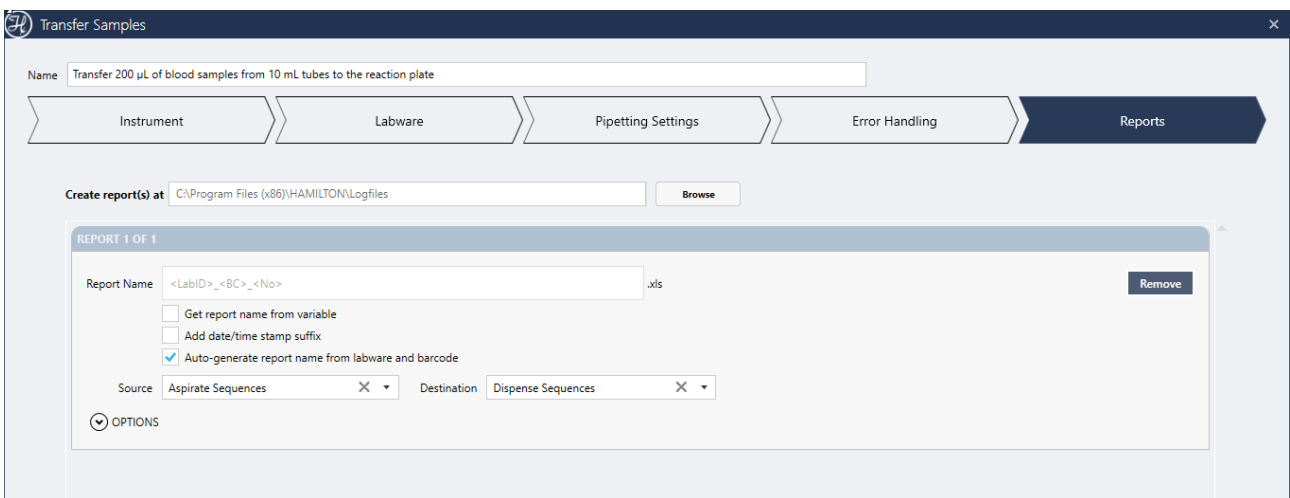 Transfer Samples
Name Transfer 200 µL of blood samples from 10 mL tubes to the reaction plate
Instrument Labware Pipetting Settings Error Handling Reports
Create report(s) at C:\Program Files (x86)\HAMILTON\Logfiles Browse
REPORT 1 OF 1
Report Name <LabID>_<BC>_<No> .xls Remove
Get report name from variable
Add date/time stamp suffix
Auto-generate report name from labware and barcode
Source Aspirate Sequences Destination Dispense Sequences
OPTIONS